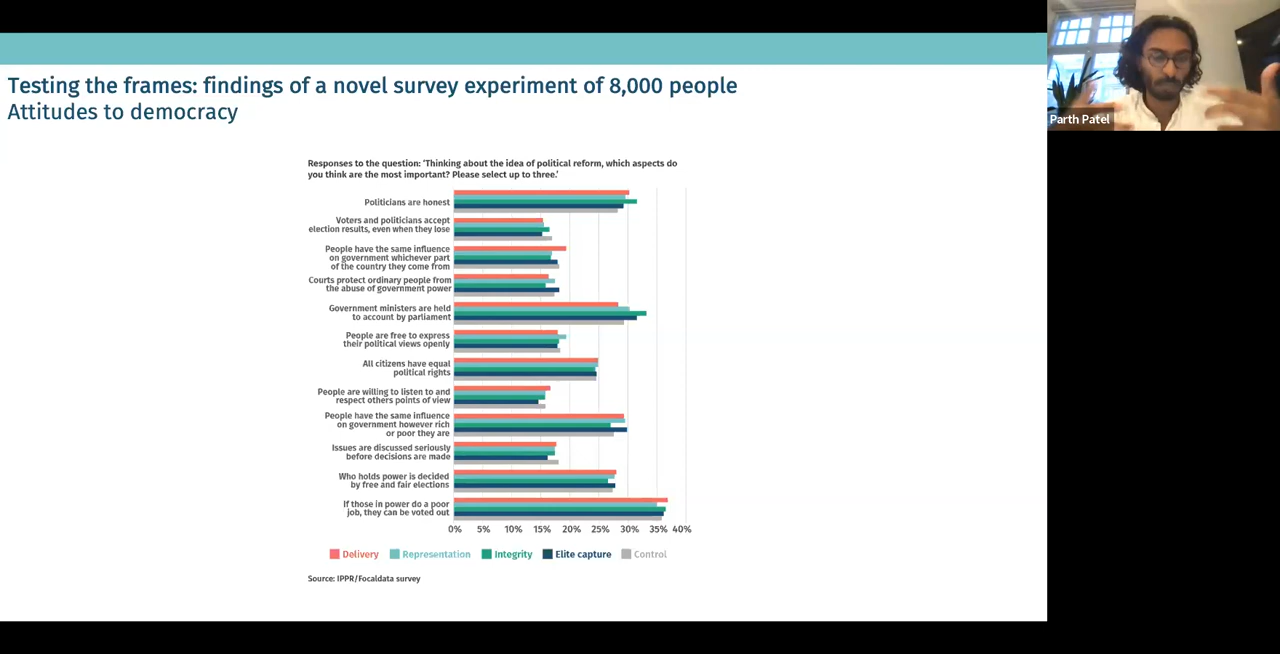 Testing the frames: findings of a novel survey experiment of 8,000 people
Attitudes to democracy
Parth Patel
Responses to the question: ‘Thinking about the idea of political reform, which aspects do
you think are the most important? Please select up to three.’
Politicians are honest
Voters and politicians accept
election results, even when they lose
People have the same influence
on government whichever part
of the country they come from
Courts protect ordinary people from
the abuse of government power
Government ministers are held
to account by parliament
People are free to express
their political views openly
All citizens have equal
political rights
People are willing to listen to and
respect others points of view
People have the same influence
on government however rich
or poor they are
Issues are discussed seriously
before decisions are made
Who holds power is decided
by free and fair elections
If those in power do a poor
job, they can be voted out
0% 5% 10% 15% 20% 25% 30% 35% 40%
Delivery Representation Integrity Elite capture Control
Source: IPPR/Focaldata survey